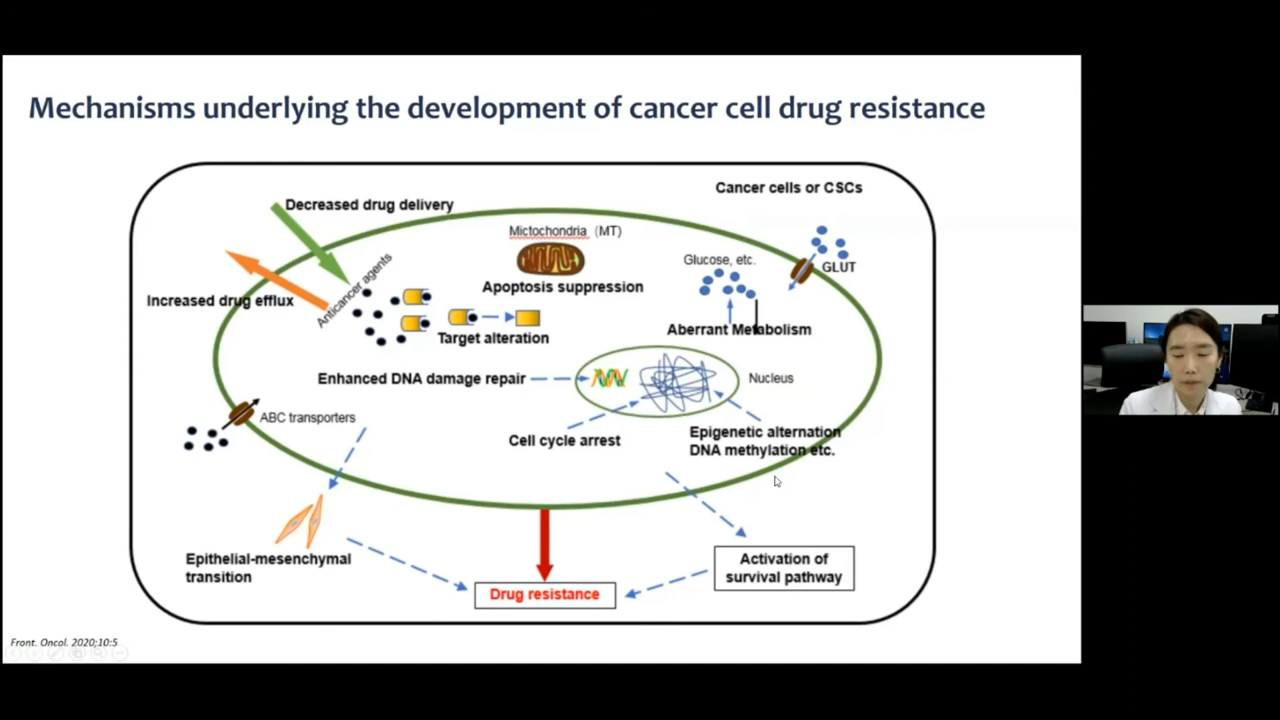 Mechanisms underlying the development of cancer cell drug resistance
Cancer cells or CSCs
Decreased drug delivery
Mictochondria (MT)
Glucose, etc.
GLUT
Anticancer agents
Apoptosis suppression
Increased drug efflux
Aberrant Metabolism
Target alteration
Enhanced DNA damage repair
Nucleus
ABC transporters
Cell cycle arrest
Epigenetic alternation
DNA methylation etc.
Epithelial-mesenchymal
transition
Activation of
survival pathway
Drug resistance
Front. Oncol. 2020;10:5